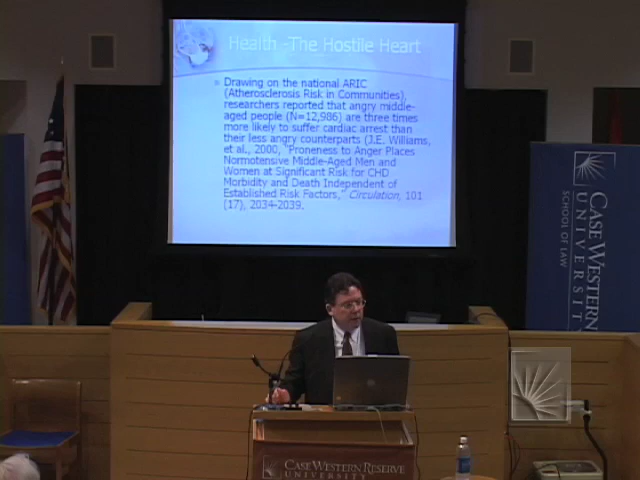 Health -The Hostile Heart
Drawing on the national ARIC
(Atherosclerosis Risk in Communities),
researchers reported that angry middle-
aged people (N=12,986) are three times
more likely to suffer cardiac arrest than
their less angry counterparts (J.E. Williams,
et al., 2000, "Proneness to Anger Places
Normotensive Middle-Aged Men and
Women at Significant Risk for CHD
Morbidity and Death Independent of
Established Risk Factors," Circulation, 101
(17), 2034-2039.
CASE WESTERN
UNIVERSITY
SCHOOL OF LAW
CASE WESTERN RESERVE
UNIVERSITY